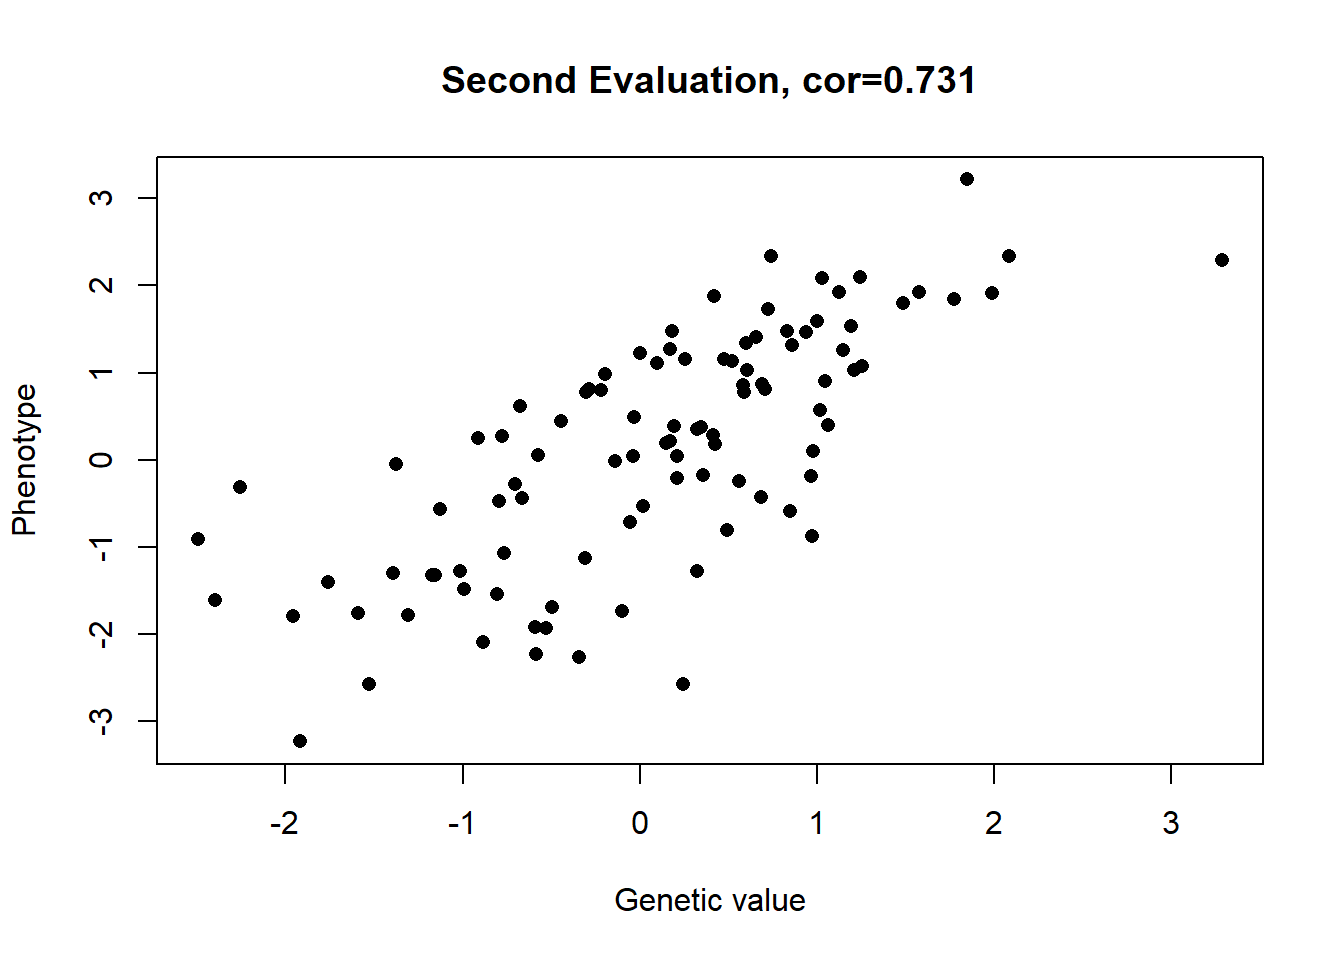 Second Evaluation, cor=0.731
Phenotype
3
2
1
0
-1
-2
-3
-2 -1 0 1 2 3
Genetic value